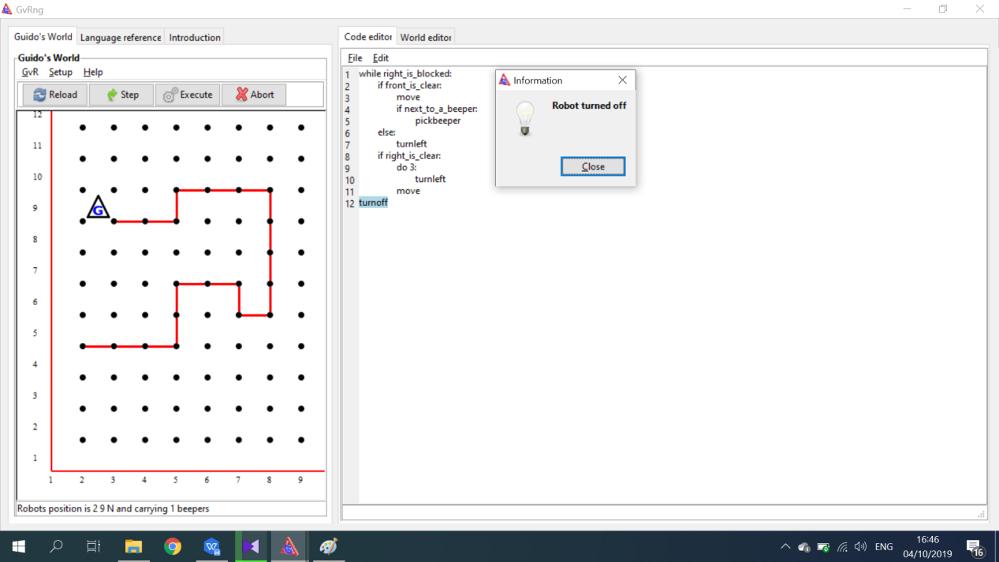 GvRng
Guido's World
Language reference
Introduction
Guido's World
GvR Setup Help
Reload
Step
Execute
Abort
12
11
10
9
8
7
6
5
4
3
2
1
G
1 2 3 4 5 6 7 8 9
Robots position is 2 9 N and carrying 1 beepers
Code editor
World editor
File Edit
1 while right_is_blocked:
2 if front_is_clear:
3 move
4 if next_to_a_beeper:
5 pickbeeper
6 else:
7 turnleft
8 if right_is_clear:
9 do 3:
10 turnleft
11 move
12 turnoff
Information
Robot turned off
Close
ENG
16:46
04/10/2019
16